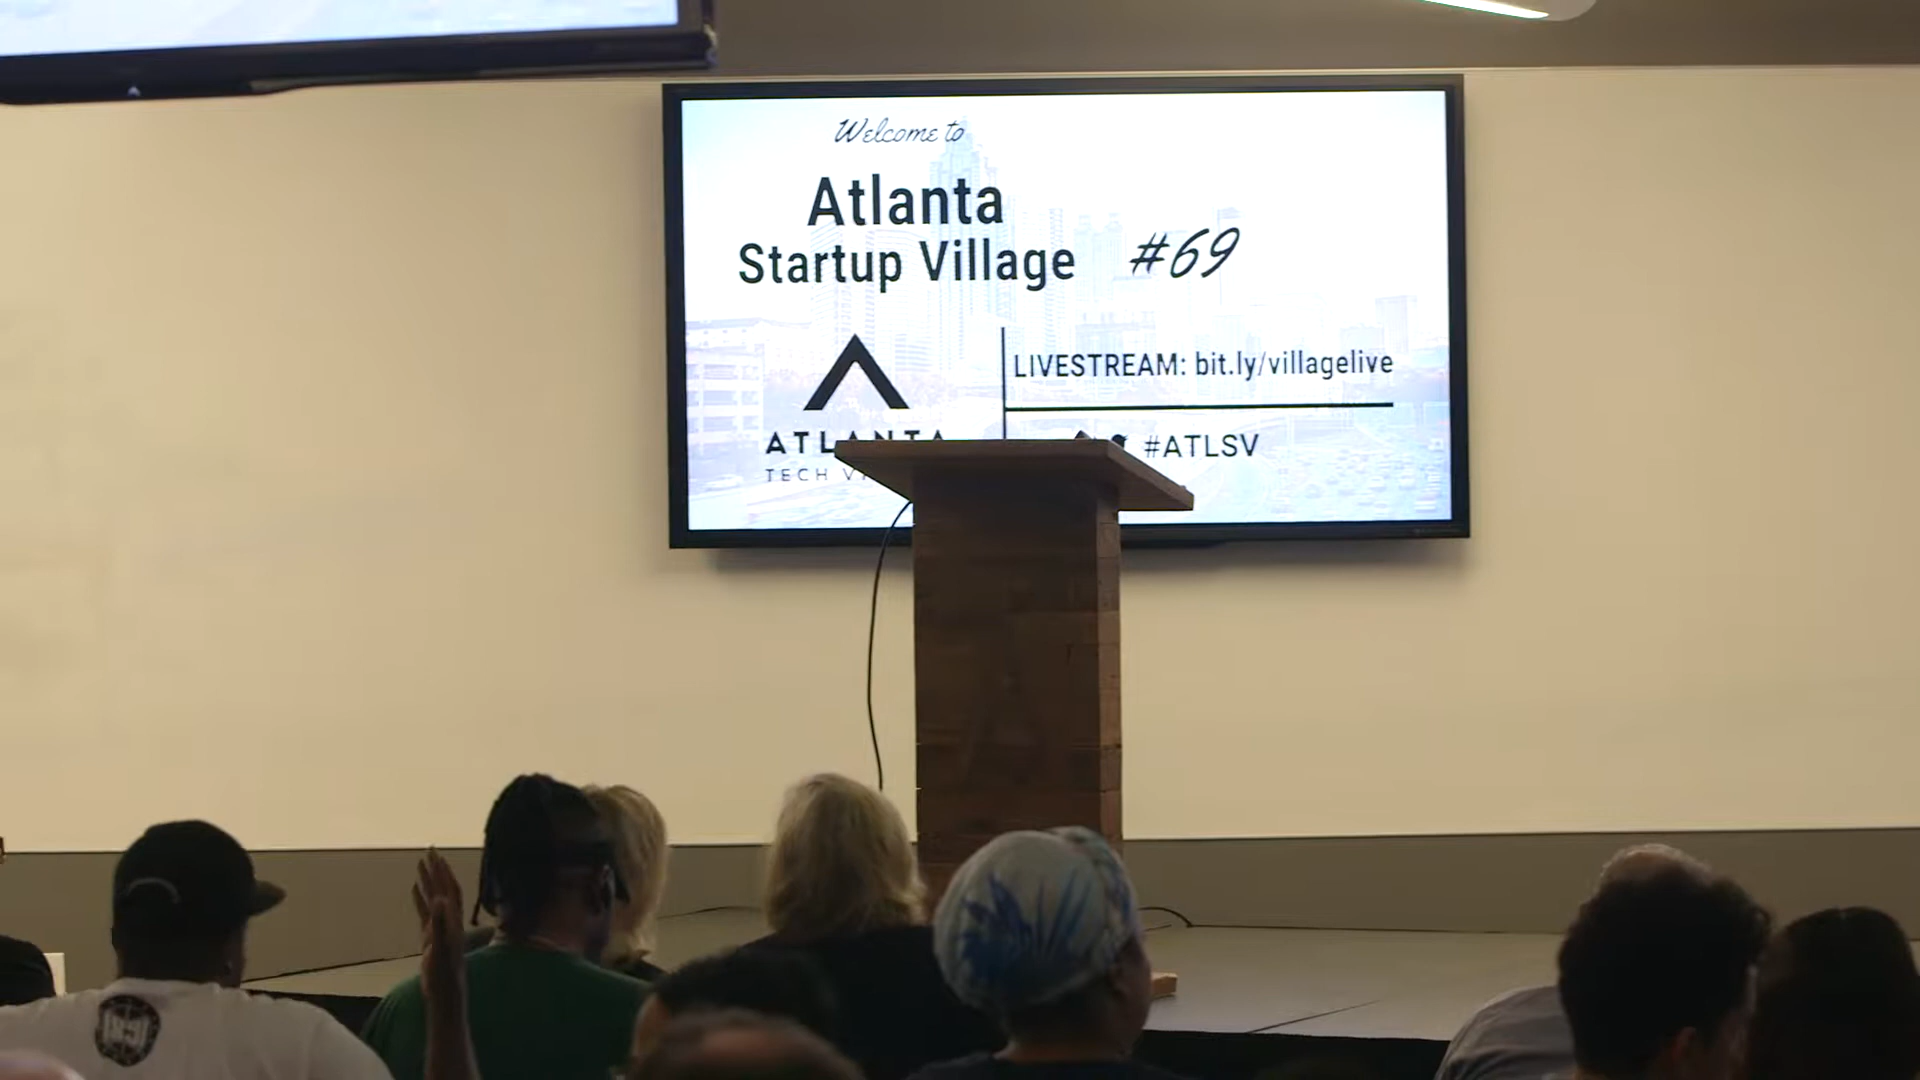 Welcome to
Atlanta
Startup Village #69
LIVESTREAM: bit.ly/villagelive
#ATLSV
ATLANTA
TECH